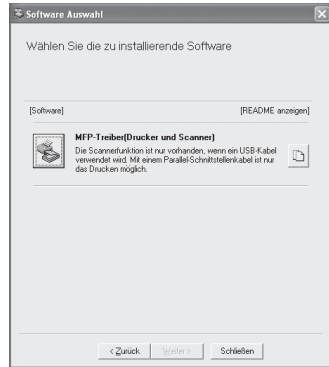 Software Auswahl
Wählen Sie die zu installierende Software
[Software] [README anzeigen]
MFP-Treiber(Drucker und Scanner)
Die Scannerfunktion ist nur vorhanden, wenn ein USB-Kabel
verwendet wird. Mit einem Parallel-Schnittstellenkabel ist nur
das Drucken möglich.
< Zurück Weiter > Schließen